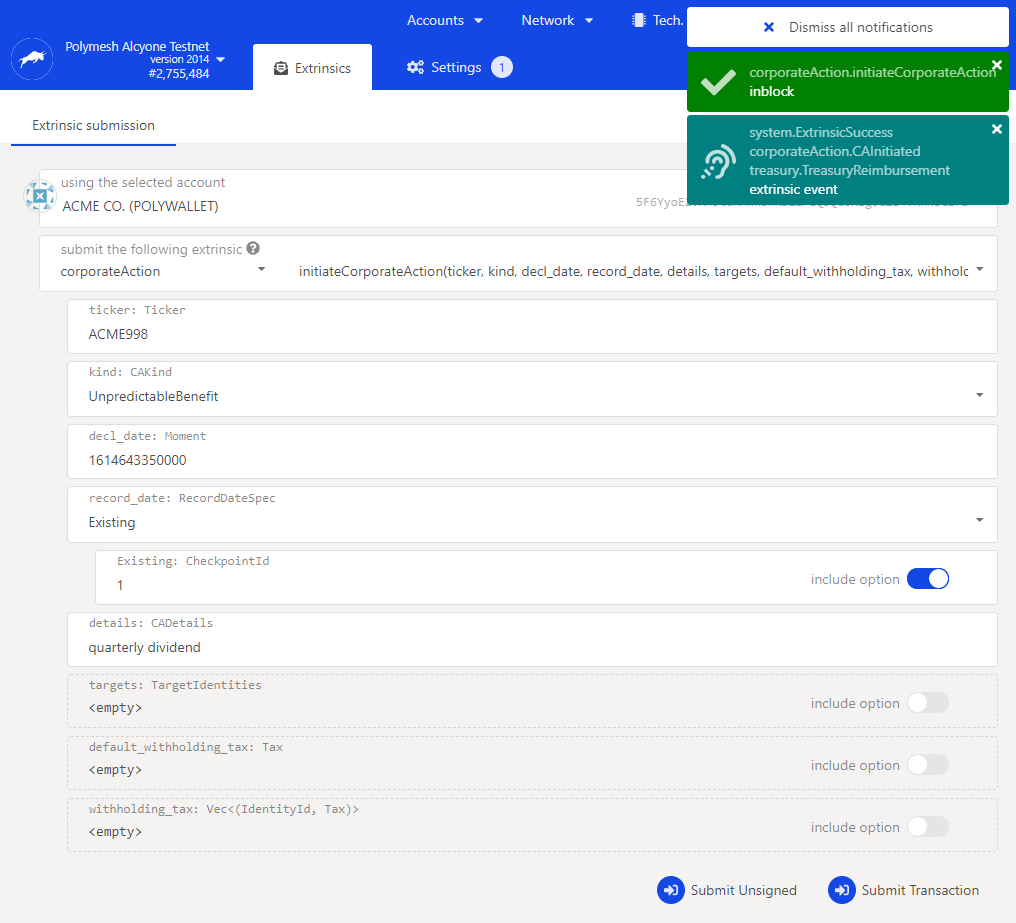 Accounts
Network
Tech.
Dismiss all notifications
Polymesh Alcyone Testnet
version 2014
#2,755,484
Extrinsics
Settings
1
corporateAction.initiateCorporateAction
inblock
system.ExtrinsicSuccess
corporateAction.CAInitiated
treasury.TreasuryReimbursement
extrinsic event
Extrinsic submission
using the selected account
ACME CO. (POLYWALLET)
submit the following extrinsic
corporateAction
initiateCorporateAction(ticker, kind, decl_date, record_date, details, targets, default_withholding_tax,
ticker: Ticker
ACME998
kind: CAKind
UnpredictableBenefit
decl_date: Moment
1614643350000
record_date: RecordDateSpec
Existing
Existing: CheckpointId
1
include option
details: CADetails
quarterly dividend
targets: TargetIdentities
<empty>
include option
default_withholding_tax: Tax
<empty>
include option
withholding_tax: Vec<(IdentityId, Tax)>
<empty>
include option
Submit Unsigned
Submit Transaction